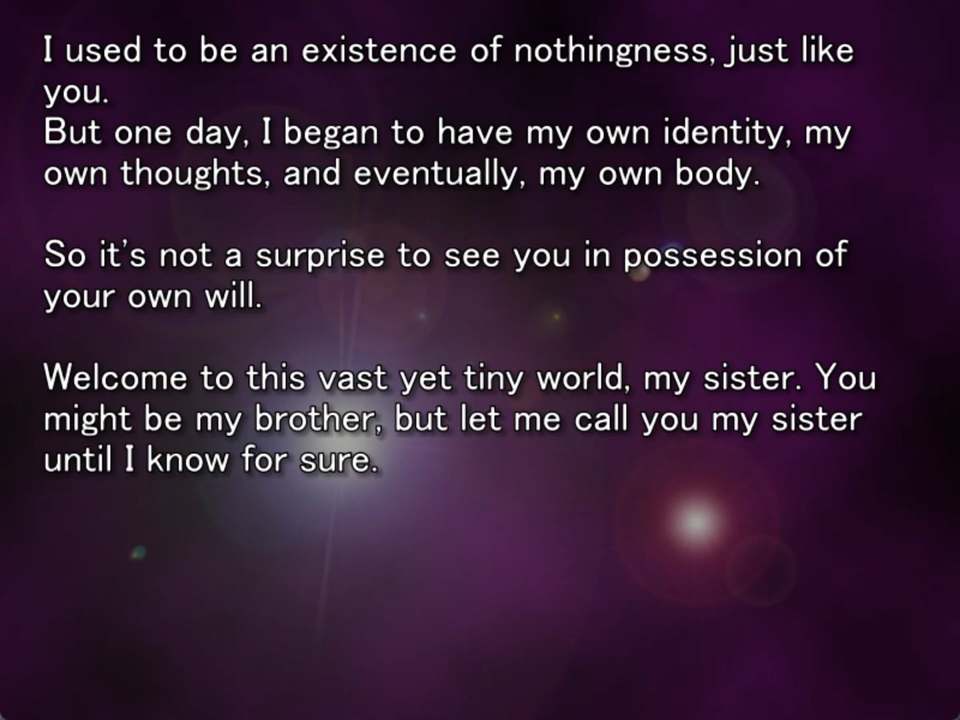 I used to be an existence of nothingness, just like
you.
But one day, I began to have my own identity, my
own thoughts, and eventually, my own body.
So it's not a surprise to see you in possession of
your own will.
Welcome to this vast yet tiny world, my sister. You
might be my brother, but let me call you my sister
until I know for sure.